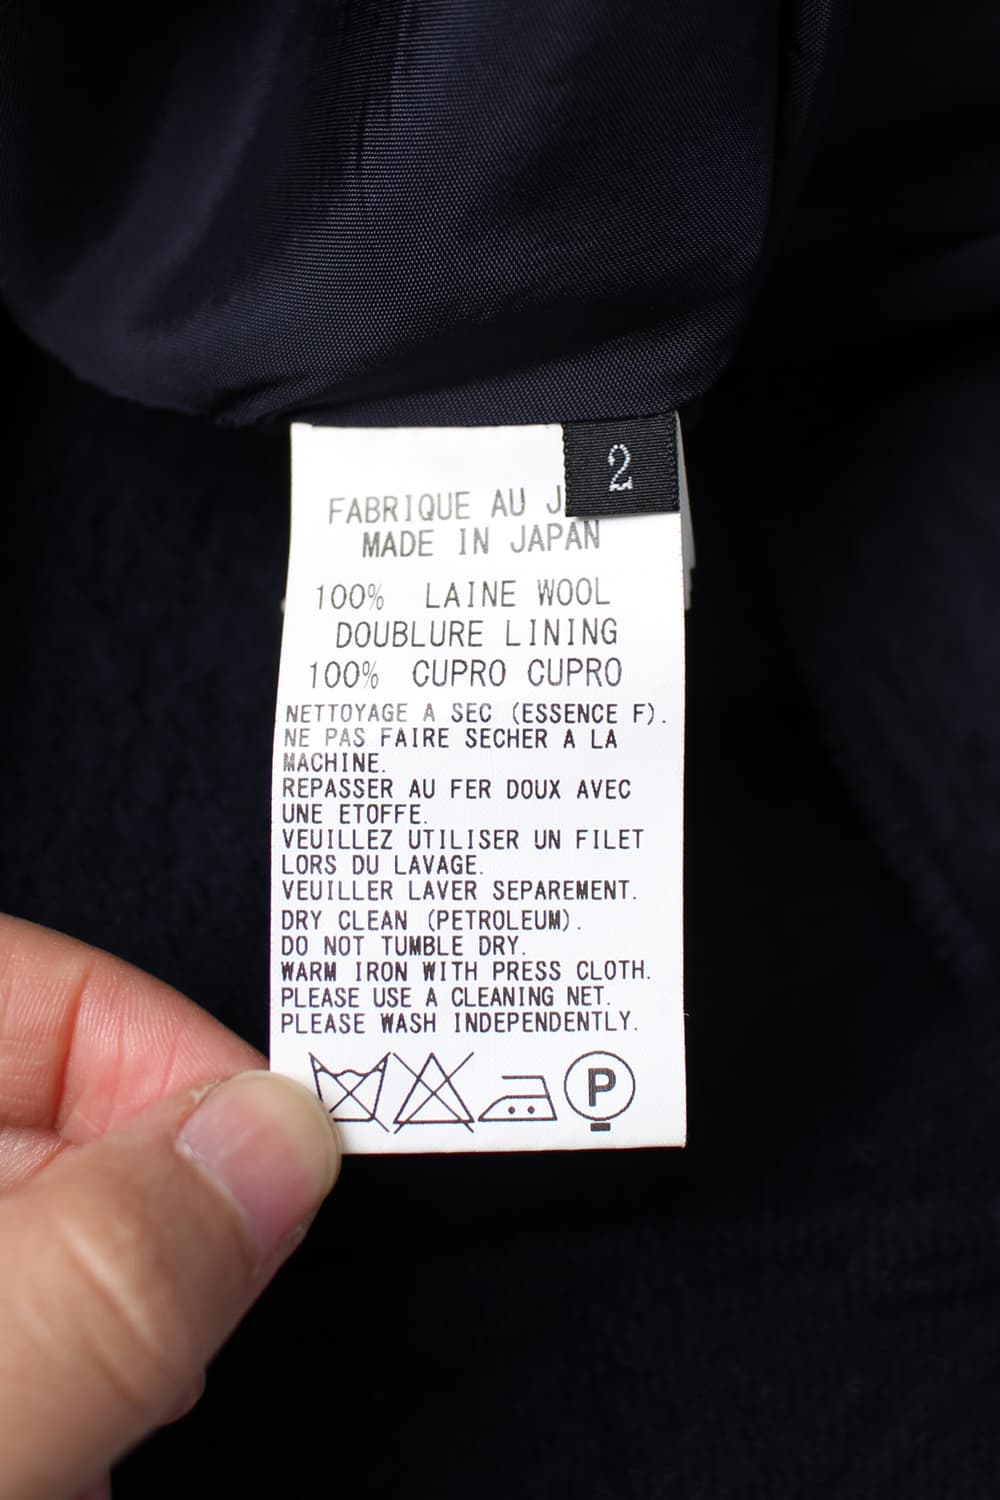 2
FABRIQUE AU J
MADE IN JAPAN
100% LAINE WOOL
DOUBLURE LINING
100% CUPRO CUPRO
NETTOYAGE A SEC (ESSENCE F).
NE PAS FAIRE SECHER A LA
MACHINE.
REPASSER AU FER DOUX AVEC
UNE ETOFFE.
VEUILLEZ UTILISER UN FILET
LORS DU LAVAGE.
VEUILLER LAVER SEPAREMENT.
DRY CLEAN (PETROLEUM).
DO NOT TUMBLE DRY.
WARM IRON WITH PRESS CLOTH.
PLEASE USE A CLEANING NET.
PLEASE WASH INDEPENDENTLY.
P